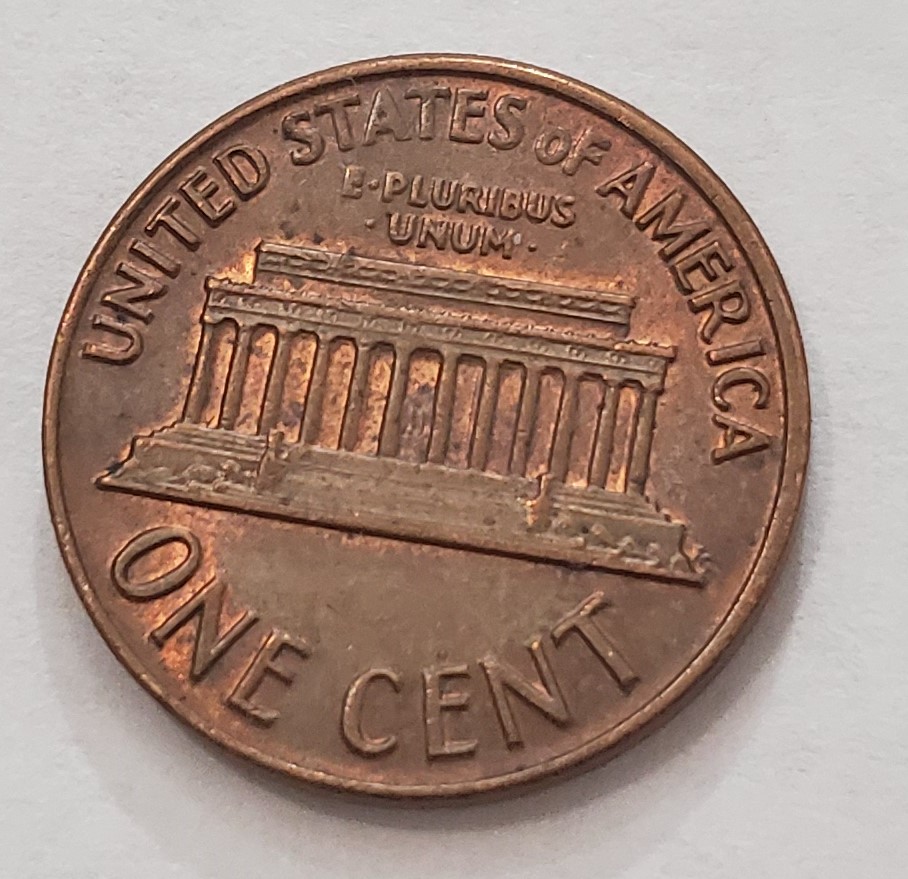 UNITED STATES OF AMERICA
E·PLURIBUS
·UNUM·
ONE CENT